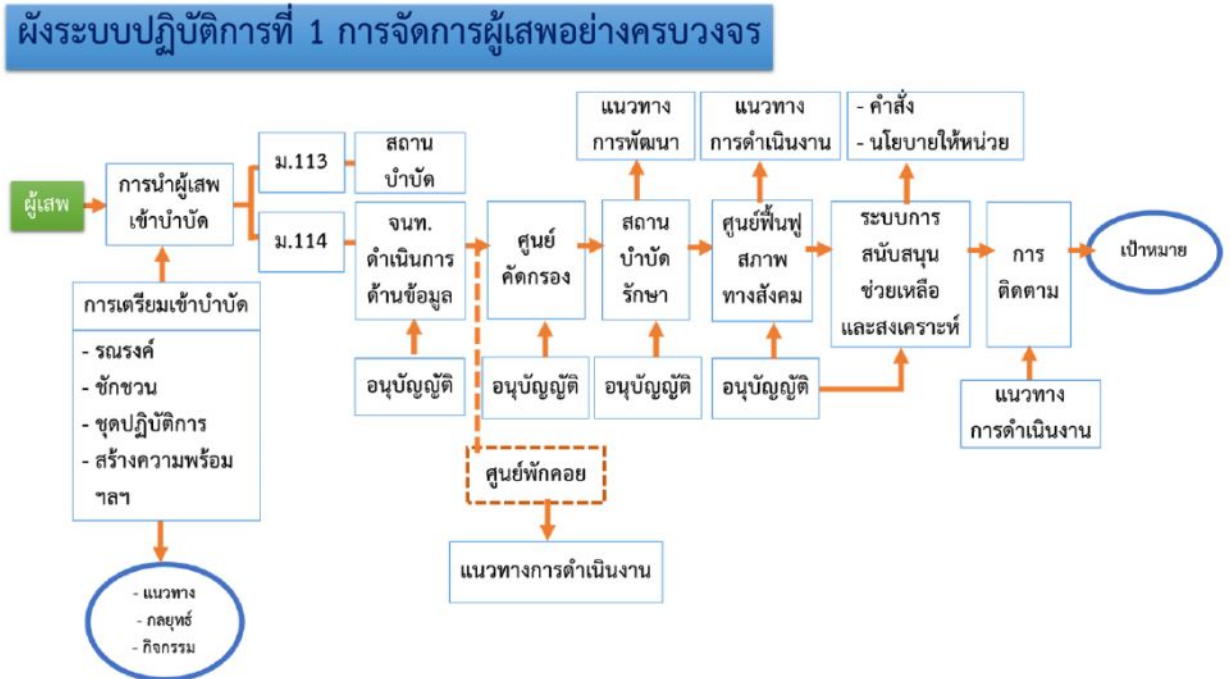 ผังระบบปฏิบัติการที่ 1 การจัดการผู้เสพอย่างครบวงจร
ผู้เสพ
การนำผู้เสพ
เข้าบำบัด
ม.113
สถาน
บำบัด
ม.114
จนท.
ดำเนินการ
ด้านข้อมูล
อนุบัญญัติ
ศูนย์
คัดกรอง
อนุบัญญัติ
แนวทาง
การพัฒนา
สถาน
บำบัด
รักษา
อนุบัญญัติ
แนวทาง
การดำเนินงาน
ศูนย์ฟื้นฟู
สภาพ
ทางสังคม
อนุบัญญัติ
- คำสั่ง
- นโยบายให้หน่วย
ระบบการ
สนับสนุน
ช่วยเหลือ
และสงเคราะห์
การ
ติดตาม
แนวทาง
การดำเนินงาน
เป้าหมาย
การเตรียมเข้าบำบัด
- รณรงค์
- ชักชวน
- ชุดปฏิบัติการ
- สร้างความพร้อม
ฯลฯ
- แนวทาง
- กลยุทธ์
- กิจกรรม
ศูนย์พักคอย
แนวทางการดำเนินงาน